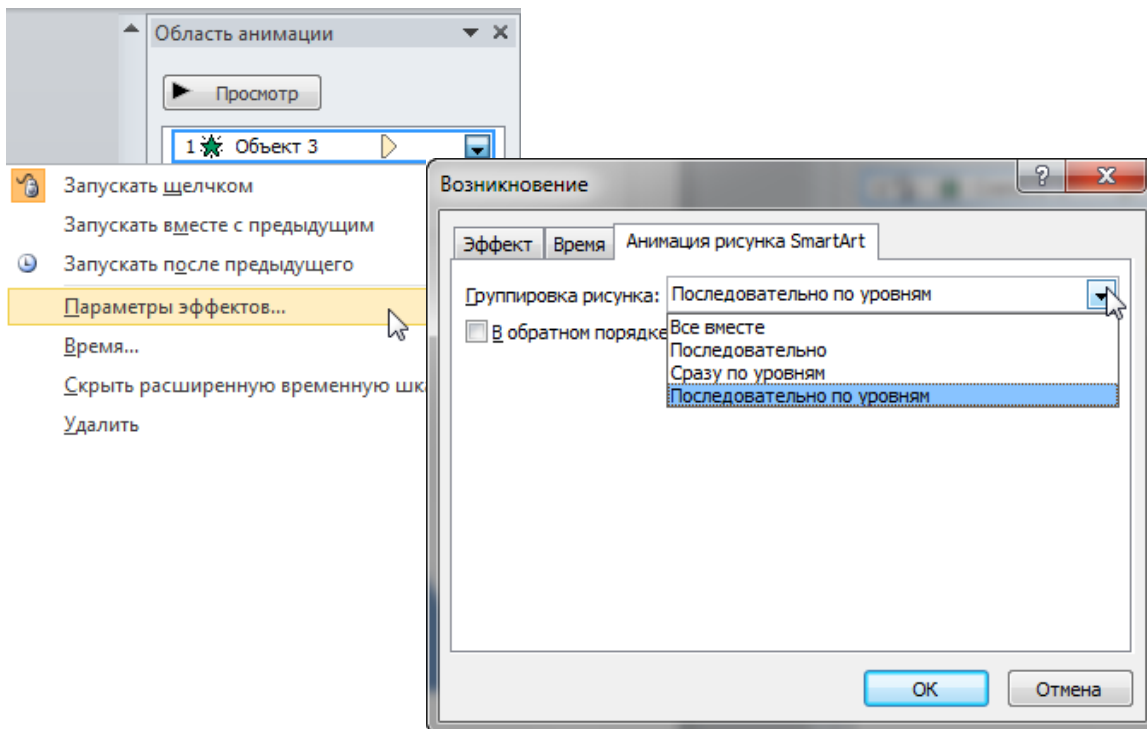 Область анимации
Просмотр
1 Объект 3
Запускать щелчком
Запускать вместе с предыдущим
Запускать после предыдущего
Параметры эффектов...
Время...
Скрыть расширенную временную шк
Удалить
Возникновение
Эффект Время Анимация рисунка SmartArt
Группировка рисунка: Последовательно по уровням
В обратном порядке
Все вместе
Последовательно
Сразу по уровням
Последовательно по уровням
ОК Отмена